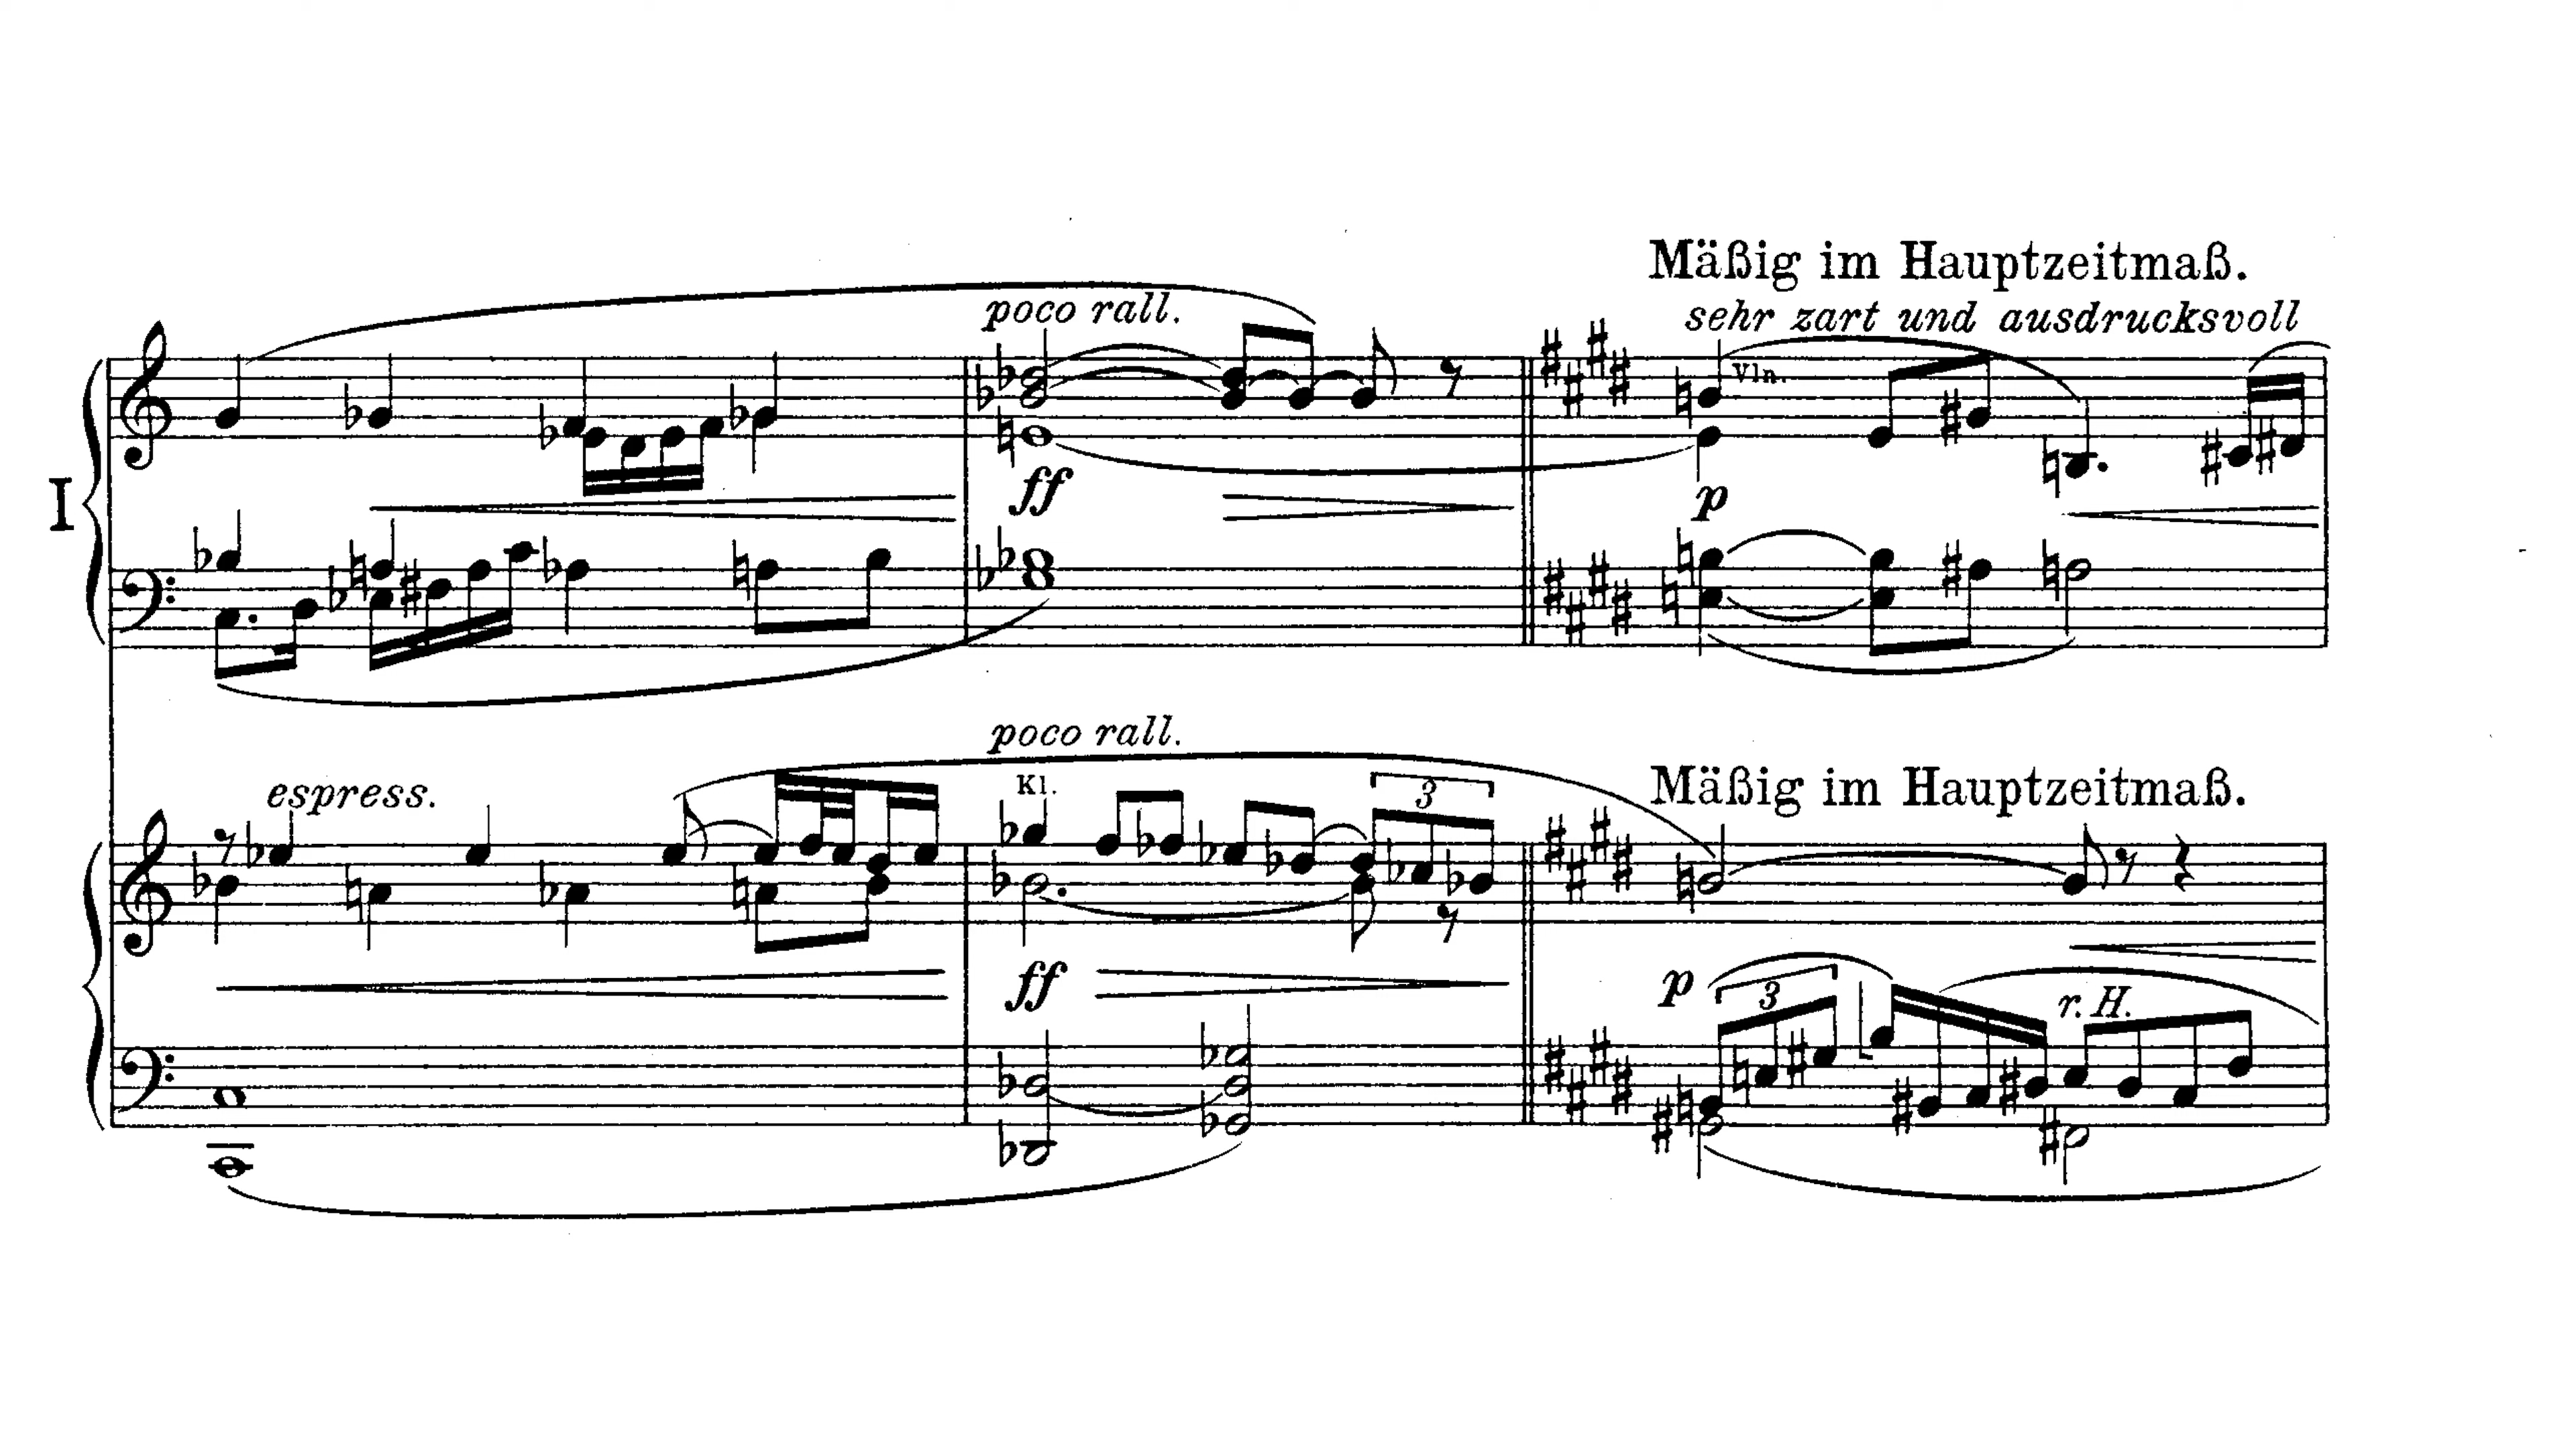 Mäßig im Hauptzeitmaß.
poco rall.
sehr zart und ausdrucksvoll
Vln.
I
ff
p
poco rall.
espress.
Kl.
3
Mäßig im Hauptzeitmaß.
ff
p
3
r. H.